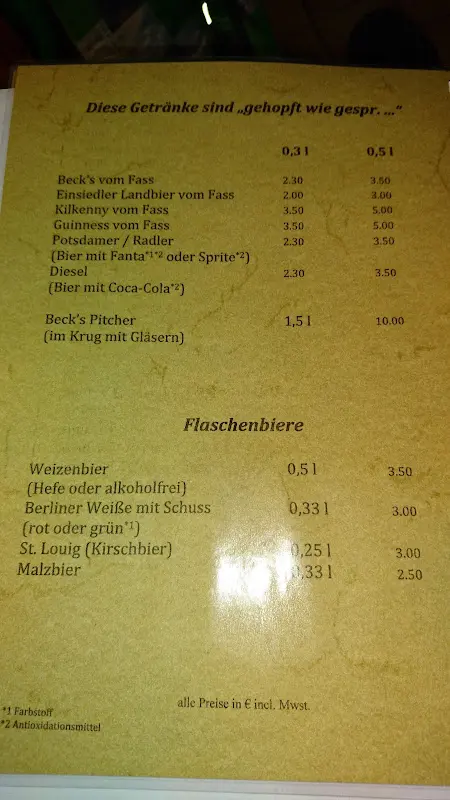 Diese Getränke sind „gehopft wie gespr. ..."
0,3 l 0,5 l
Beck's vom Fass 2.30 3.50
Einsiedler Landbier vom Fass 2.00 3.00
Kilkenny vom Fass 3.50 5.00
Guinness vom Fass 3.50 5.00
Potsdamer / Radler 2.30 3.50
(Bier mit Fanta*1*2 oder Sprite*2)
Diesel 2.30 3.50
(Bier mit Coca-Cola*2)
Beck's Pitcher 1,5 l 10.00
(im Krug mit Gläsern)
Flaschenbiere
Weizenbier 0,5 l 3.50
(Hefe oder alkoholfrei)
Berliner Weiße mit Schuss 0,33 l 3.00
(rot oder grün*1)
St. Louig (Kirschbier) 0,25 l 3.00
Malzbier 0,33 l 2.50
alle Preise in € incl. Mwst.
*1 Farbstoff
*2 Antioxidationsmittel